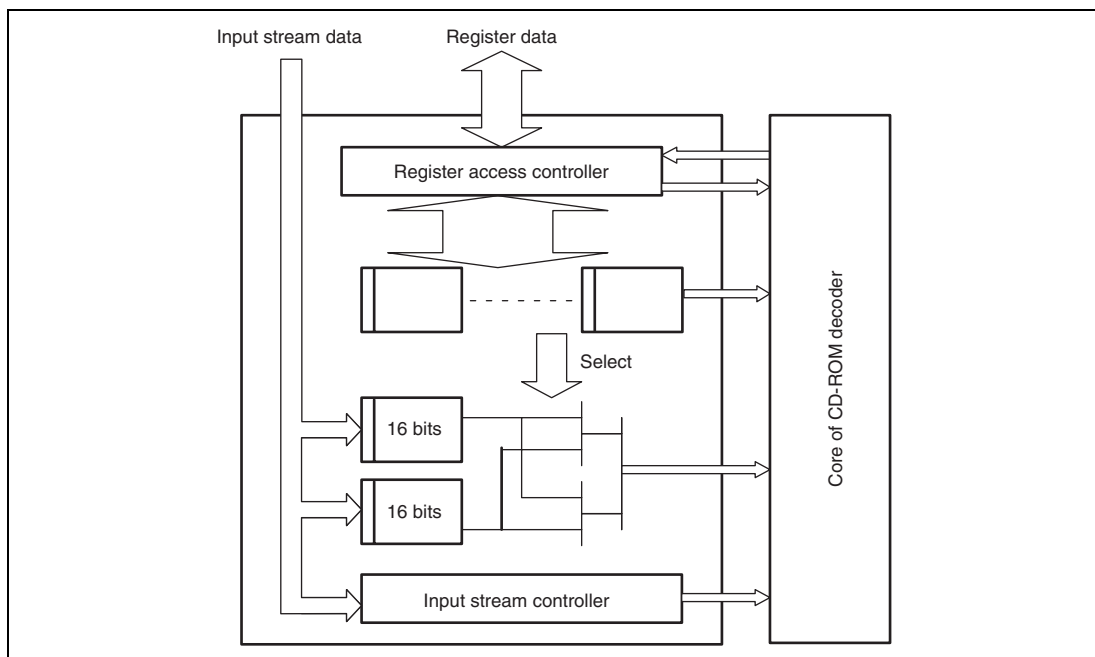 Input stream data
Register data
Register access controller
Select
16 bits
16 bits
Input stream controller
Core of CD-ROM decoder